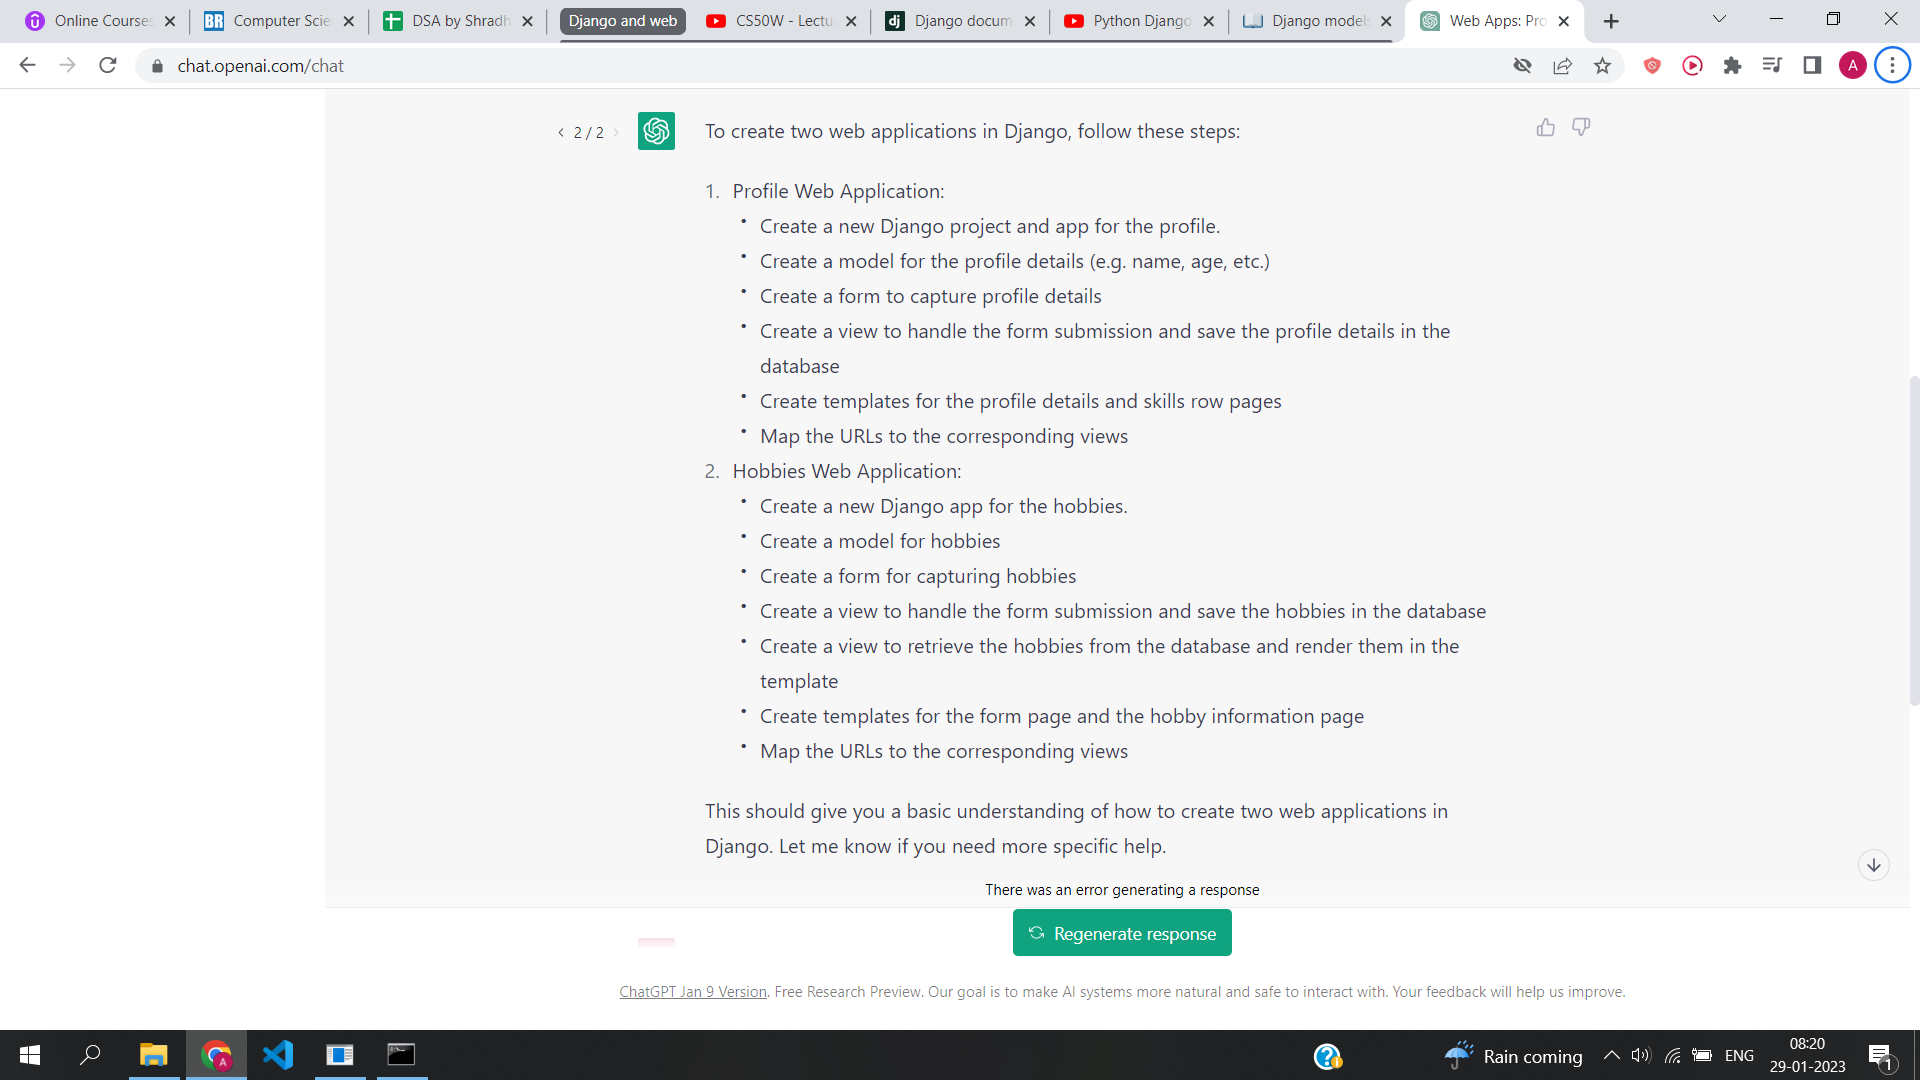 Online Courses
BR Computer Scie
DSA by Shradh
Django and web
CS50W - Lectu
dj Django docum
Python Django
Django models
Web Apps: Pro
chat.openai.com/chat
A
2 / 2
To create two web applications in Django, follow these steps:
1. Profile Web Application:
• Create a new Django project and app for the profile.
• Create a model for the profile details (e.g. name, age, etc.)
• Create a form to capture profile details
• Create a view to handle the form submission and save the profile details in the
database
• Create templates for the profile details and skills row pages
• Map the URLs to the corresponding views
2. Hobbies Web Application:
• Create a new Django app for the hobbies.
• Create a model for hobbies
• Create a form for capturing hobbies
• Create a view to handle the form submission and save the hobbies in the database
• Create a view to retrieve the hobbies from the database and render them in the
template
• Create templates for the form page and the hobby information page
• Map the URLs to the corresponding views
This should give you a basic understanding of how to create two web applications in
Django. Let me know if you need more specific help.
There was an error generating a response
Regenerate response
ChatGPT Jan 9 Version. Free Research Preview. Our goal is to make AI systems more natural and safe to interact with. Your feedback will help us improve.
A
Rain coming
ENG
08:20
29-01-2023
1